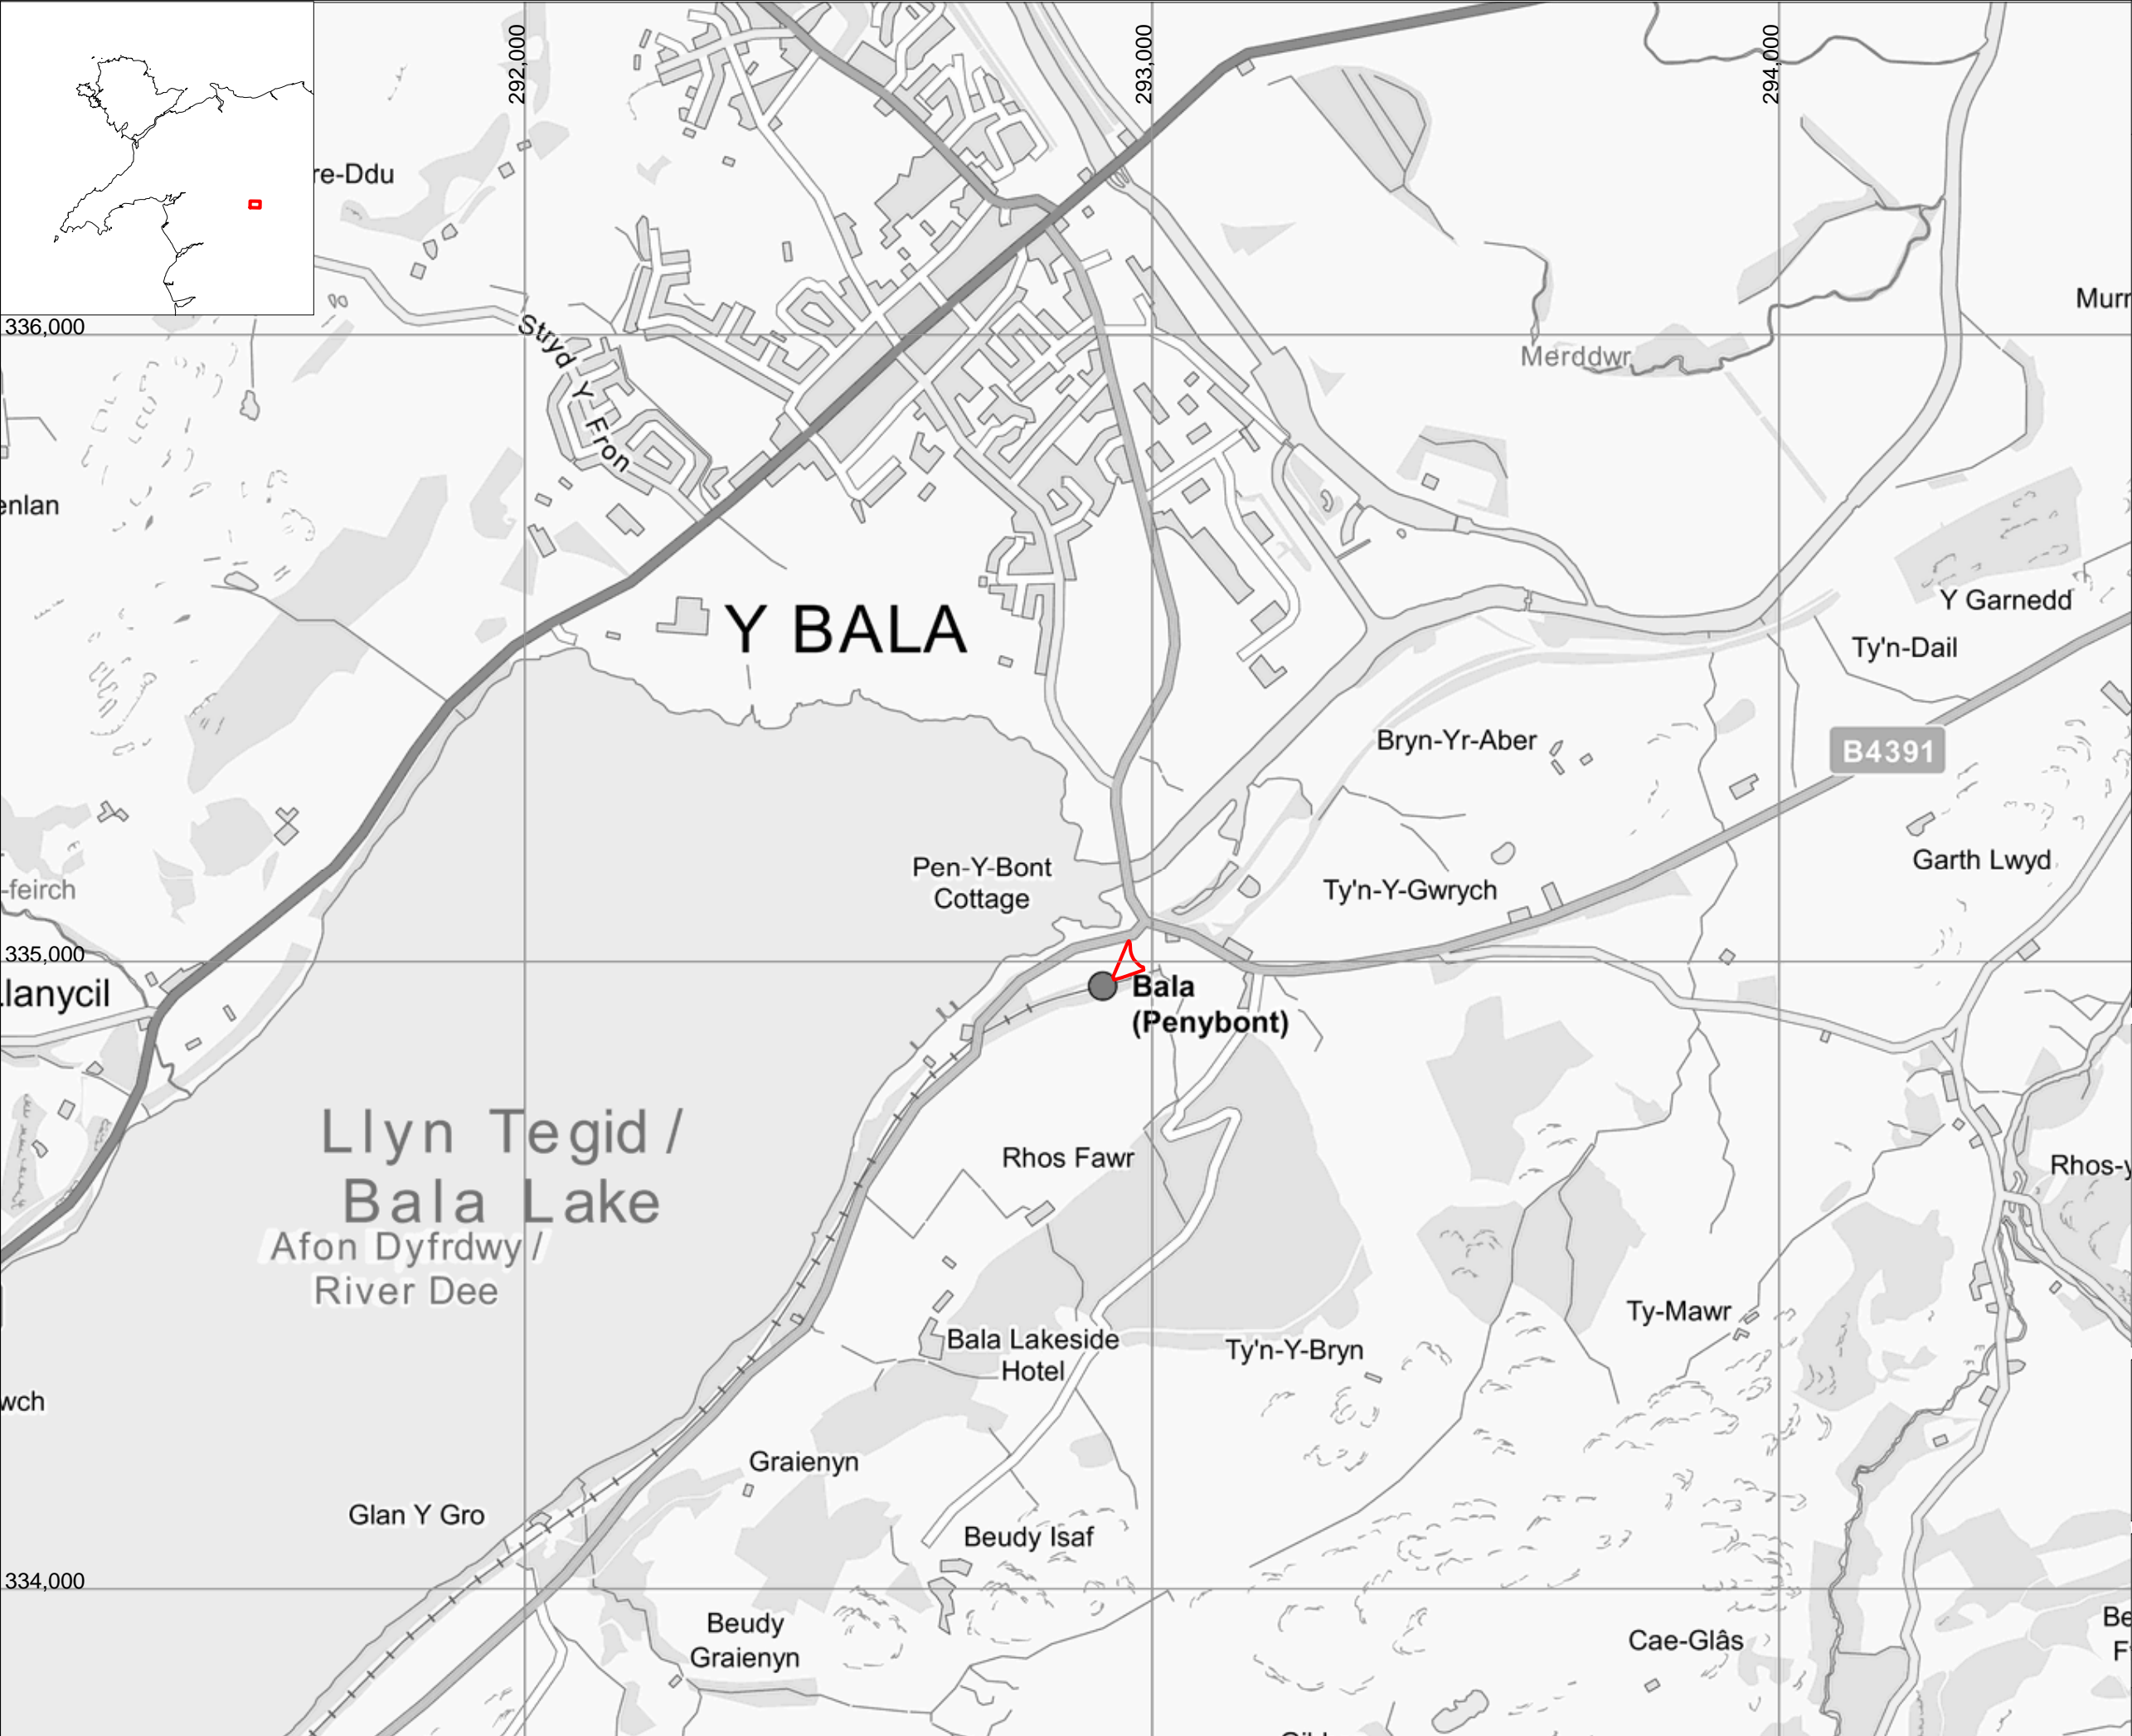 292,000
293,000
294,000
re-Ddu
Murr
336,000
Stryd Y Fron
Merddwr
enlan
Y BALA
Y Garnedd
Ty'n-Dail
Bryn-Yr-Aber
B4391
Pen-Y-Bont
Cottage
Garth Lwyd
-feirch
Ty'n-Y-Gwrych
335,000
lanycil
Bala
(Penybont)
Llyn Tegid /
Bala Lake
Rhos Fawr
Rhos-y
Afon Dyfrdwy /
River Dee
Ty-Mawr
Bala Lakeside
Hotel
Ty'n-Y-Bryn
wch
Graienyn
Glan Y Gro
Beudy Isaf
334,000
Beudy
Graienyn
Cae-Glâs
Be
F